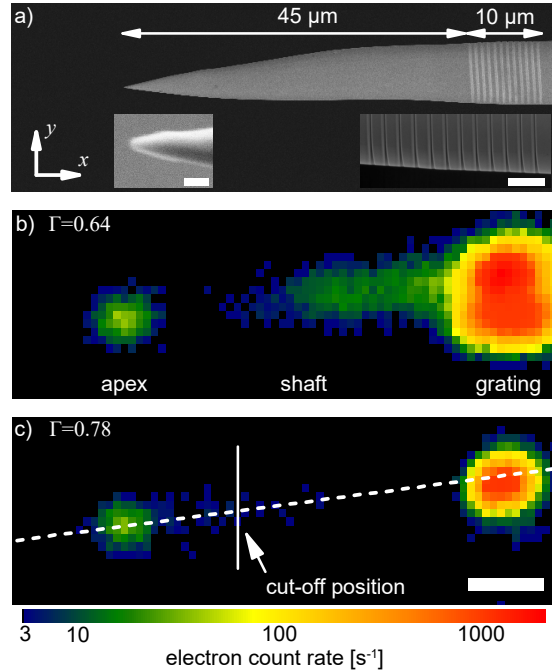 a)
45 µm
10 µm
y
x
b) Γ=0.64
apex
shaft
grating
c) Γ=0.78
cut-off position
3
10
100
1000
electron count rate [s⁻¹]